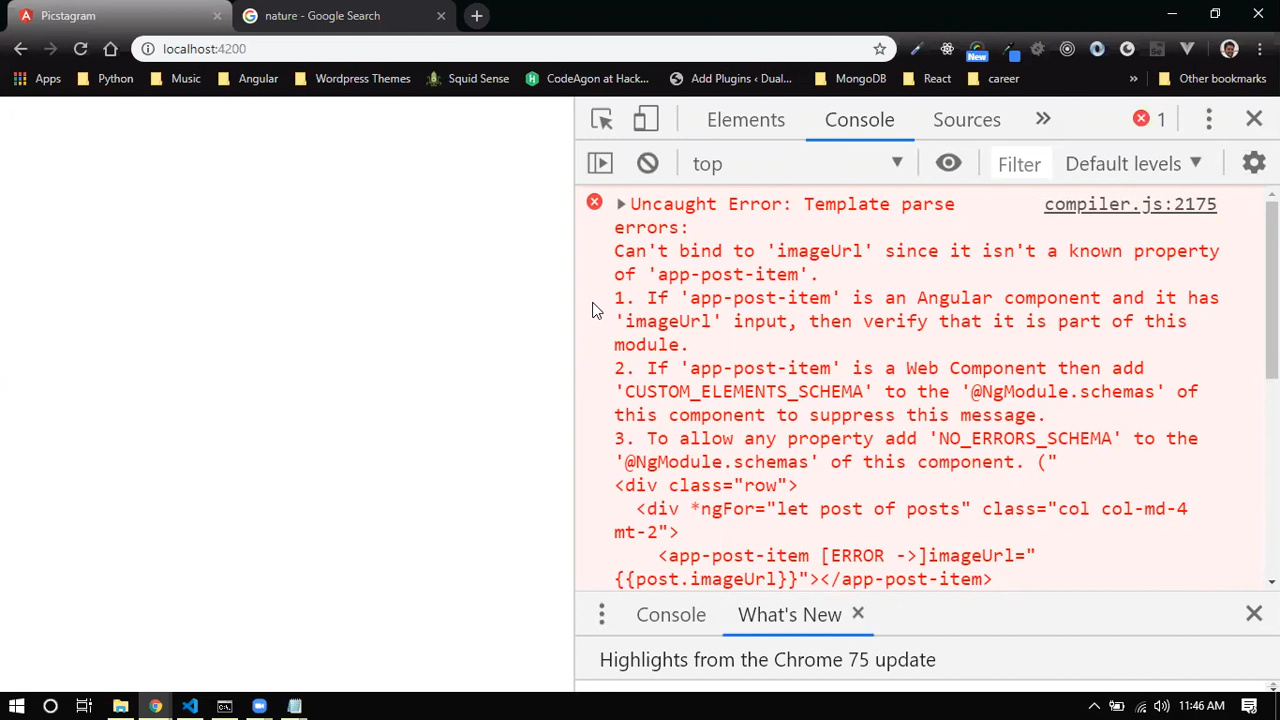 Picstagram
nature - Google Search
localhost:4200
Apps Python Music Angular Wordpress Themes Squid Sense CodeAgon at Hack... Add Plugins ‹ Dual... MongoDB React career » Other bookmarks
New
Elements Console Sources » 1
top Filter Default levels
Uncaught Error: Template parse compiler.js:2175
errors:
Can't bind to 'imageUrl' since it isn't a known property
of 'app-post-item'.
1. If 'app-post-item' is an Angular component and it has
'imageUrl' input, then verify that it is part of this
module.
2. If 'app-post-item' is a Web Component then add
'CUSTOM_ELEMENTS_SCHEMA' to the '@NgModule.schemas' of
this component to suppress this message.
3. To allow any property add 'NO_ERRORS_SCHEMA' to the
'@NgModule.schemas' of this component. ("
<div class="row">
<div *ngFor="let post of posts" class="col col-md-4
mt-2">
<app-post-item [ERROR ->]imageUrl="
{{post.imageUrl}}"></app-post-item>
Console What's New
Highlights from the Chrome 75 update
11:46 AM